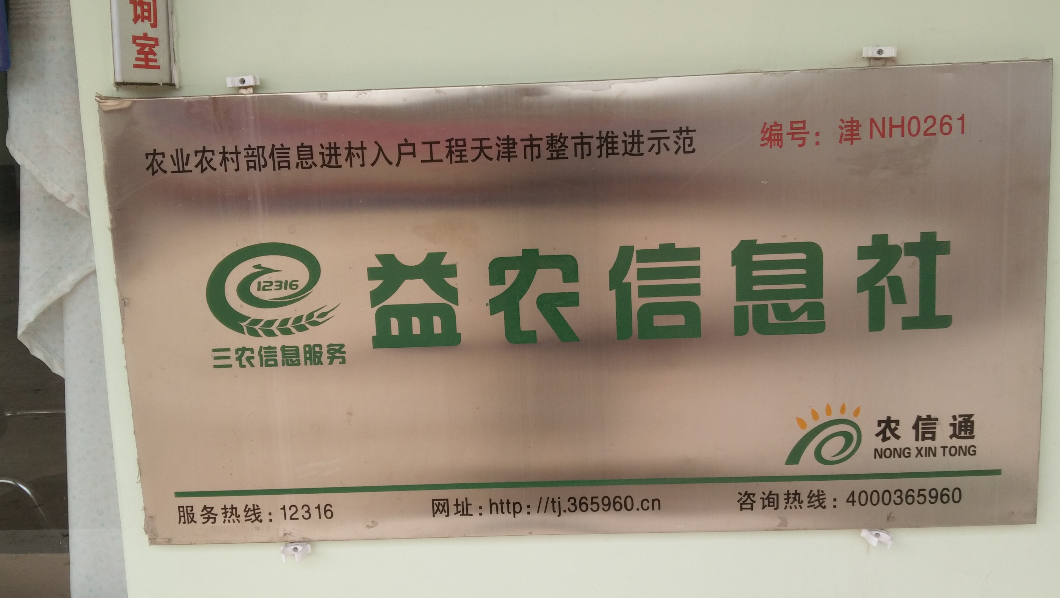 询室
农业农村部信息进村入户工程天津市整市推进示范
编号：津NH0261
12316
三农信息服务
益农信息社
农信通
NONG XIN TONG
服务热线：12316
网址：http://tj.365960.cn
咨询热线：4000365960